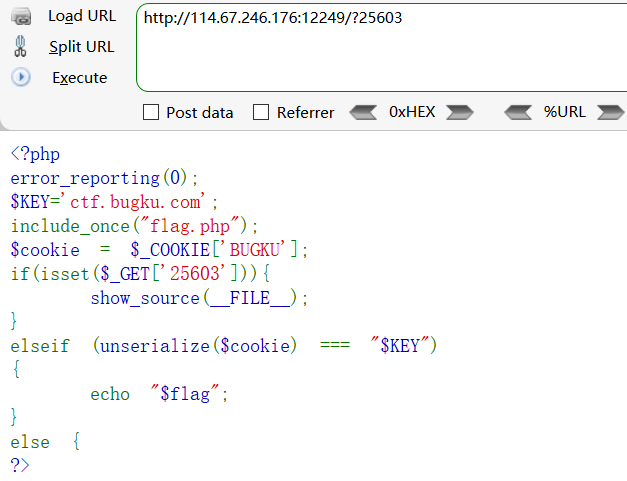 Load URL
http://114.67.246.176:12249/?25603
Split URL
Execute
Post data Referrer 0xHEX %URL
<?php
error_reporting(0);
$KEY='ctf.bugku.com';
include_once("flag.php");
$cookie = $_COOKIE['BUGKU'];
if(isset($_GET['25603'])){
show_source(__FILE__);
}
elseif (unserialize($cookie) === "$KEY")
{
echo "$flag";
}
else {
?>